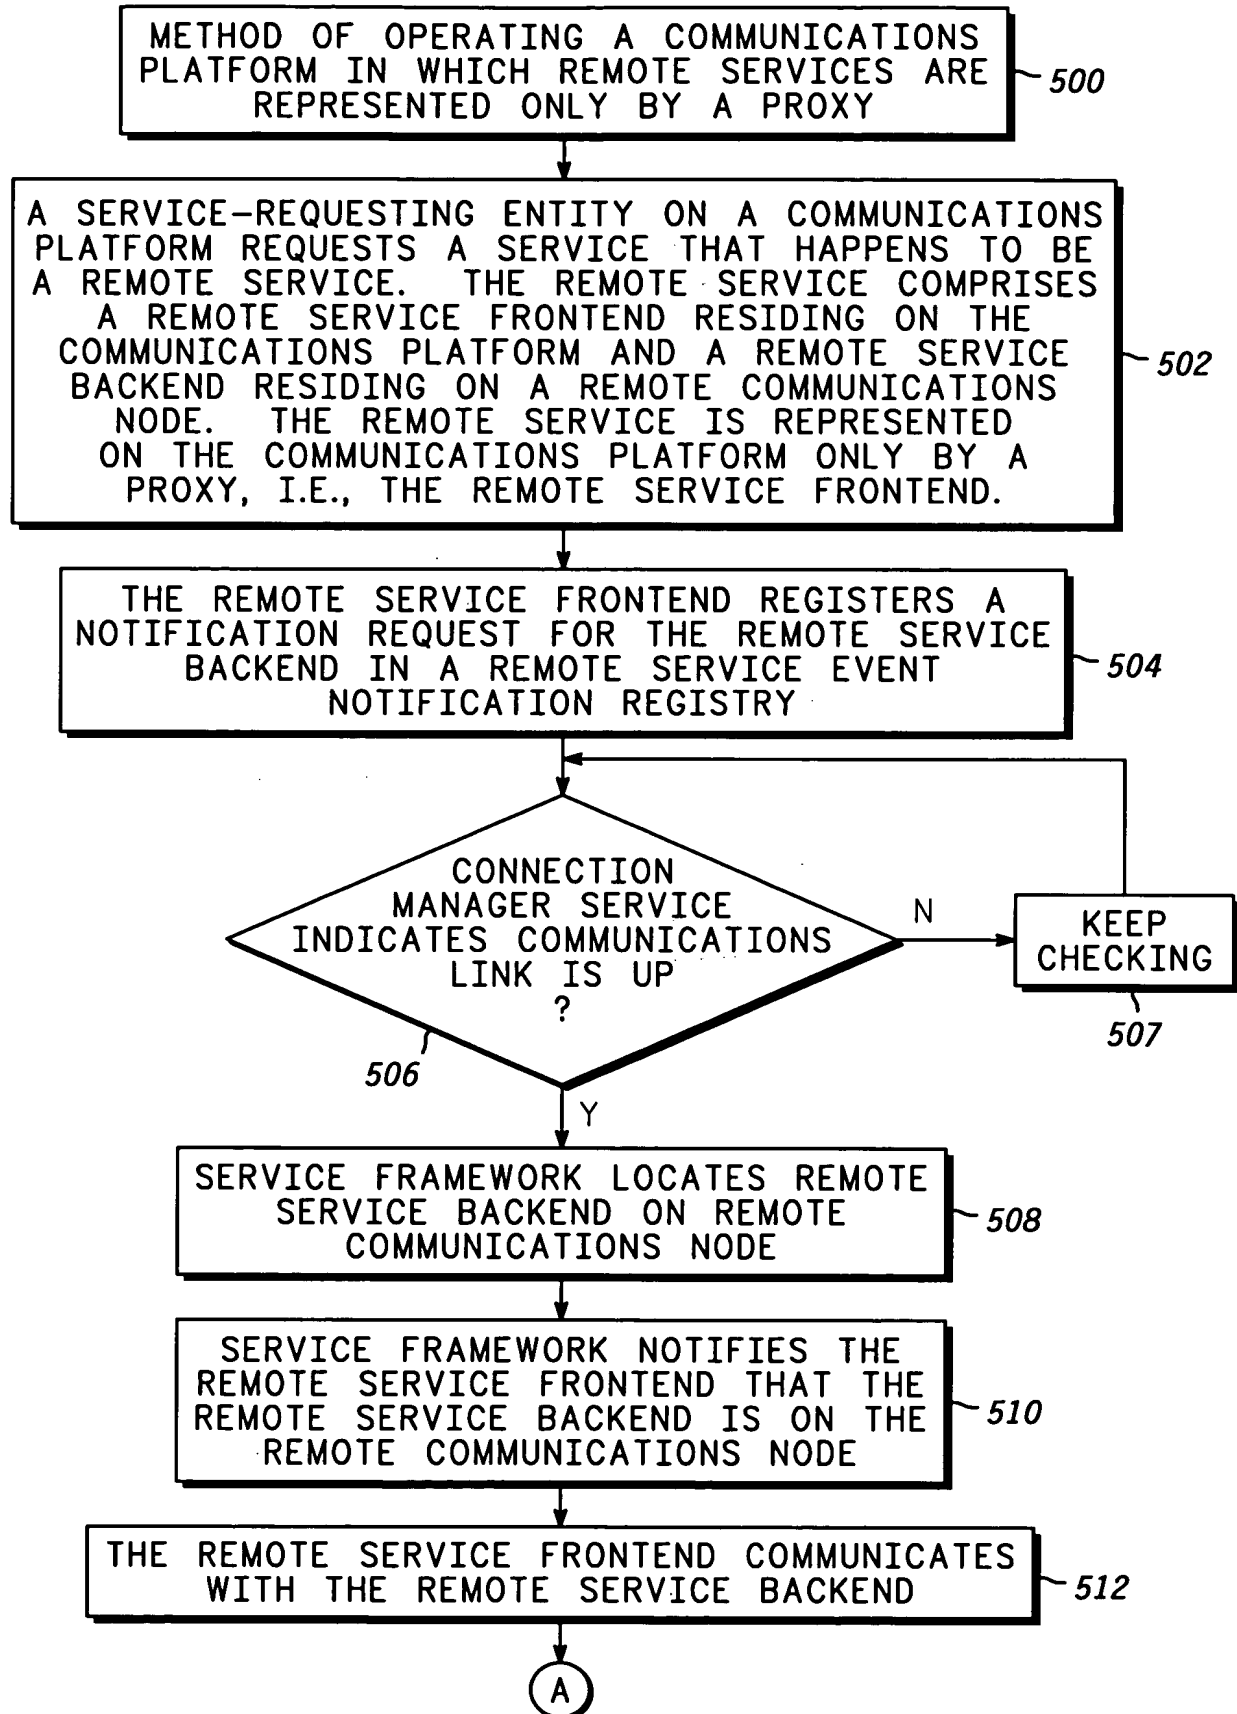 METHOD OF OPERATING A COMMUNICATIONS
PLATFORM IN WHICH REMOTE SERVICES ARE
REPRESENTED ONLY BY A PROXY
500
A SERVICE-REQUESTING ENTITY ON A COMMUNICATIONS
PLATFORM REQUESTS A SERVICE THAT HAPPENS TO BE
A REMOTE SERVICE. THE REMOTE SERVICE COMPRISES
A REMOTE SERVICE FRONTEND RESIDING ON THE
COMMUNICATIONS PLATFORM AND A REMOTE SERVICE
BACKEND RESIDING ON A REMOTE COMMUNICATIONS
NODE. THE REMOTE SERVICE IS REPRESENTED
ON THE COMMUNICATIONS PLATFORM ONLY BY A
PROXY, I.E., THE REMOTE SERVICE FRONTEND.
502
THE REMOTE SERVICE FRONTEND REGISTERS A
NOTIFICATION REQUEST FOR THE REMOTE SERVICE
BACKEND IN A REMOTE SERVICE EVENT
NOTIFICATION REGISTRY
504
CONNECTION
MANAGER SERVICE
INDICATES COMMUNICATIONS
LINK IS UP
?
506
N
KEEP
CHECKING
507
Y
SERVICE FRAMEWORK LOCATES REMOTE
SERVICE BACKEND ON REMOTE
COMMUNICATIONS NODE
508
SERVICE FRAMEWORK NOTIFIES THE
REMOTE SERVICE FRONTEND THAT THE
REMOTE SERVICE BACKEND IS ON THE
REMOTE COMMUNICATIONS NODE
510
THE REMOTE SERVICE FRONTEND COMMUNICATES
WITH THE REMOTE SERVICE BACKEND
512
A